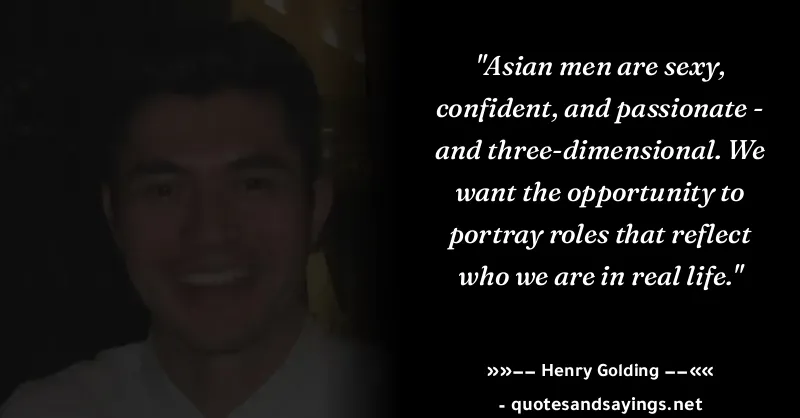 "Asian men are sexy,
confident, and passionate -
and three-dimensional. We
want the opportunity to
portray roles that reflect
who we are in real life."
»»−− Henry Golding −−««
- quotesandsayings.net